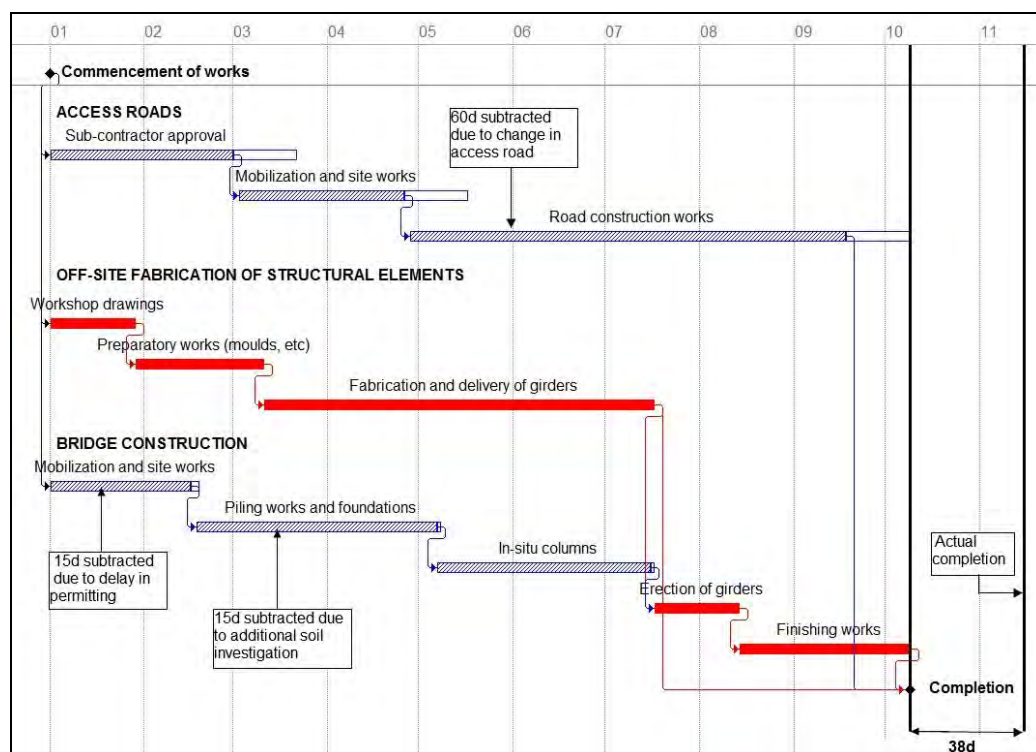 01 02 03 04 05 06 07 08 09 10 11
Commencement of works
ACCESS ROADS
Sub-contractor approval
60d subtracted
due to change in
access road
Mobilization and site works
Road construction works
OFF-SITE FABRICATION OF STRUCTURAL ELEMENTS
Workshop drawings
Preparatory works (moulds, etc)
Fabrication and delivery of girders
BRIDGE CONSTRUCTION
Mobilization and site works
Piling works and foundations
15d subtracted
due to delay in
permitting
In-situ columns
Actual
completion
Erection of girders
15d subtracted due
to additional soil
investigation
Finishing works
Completion
38d